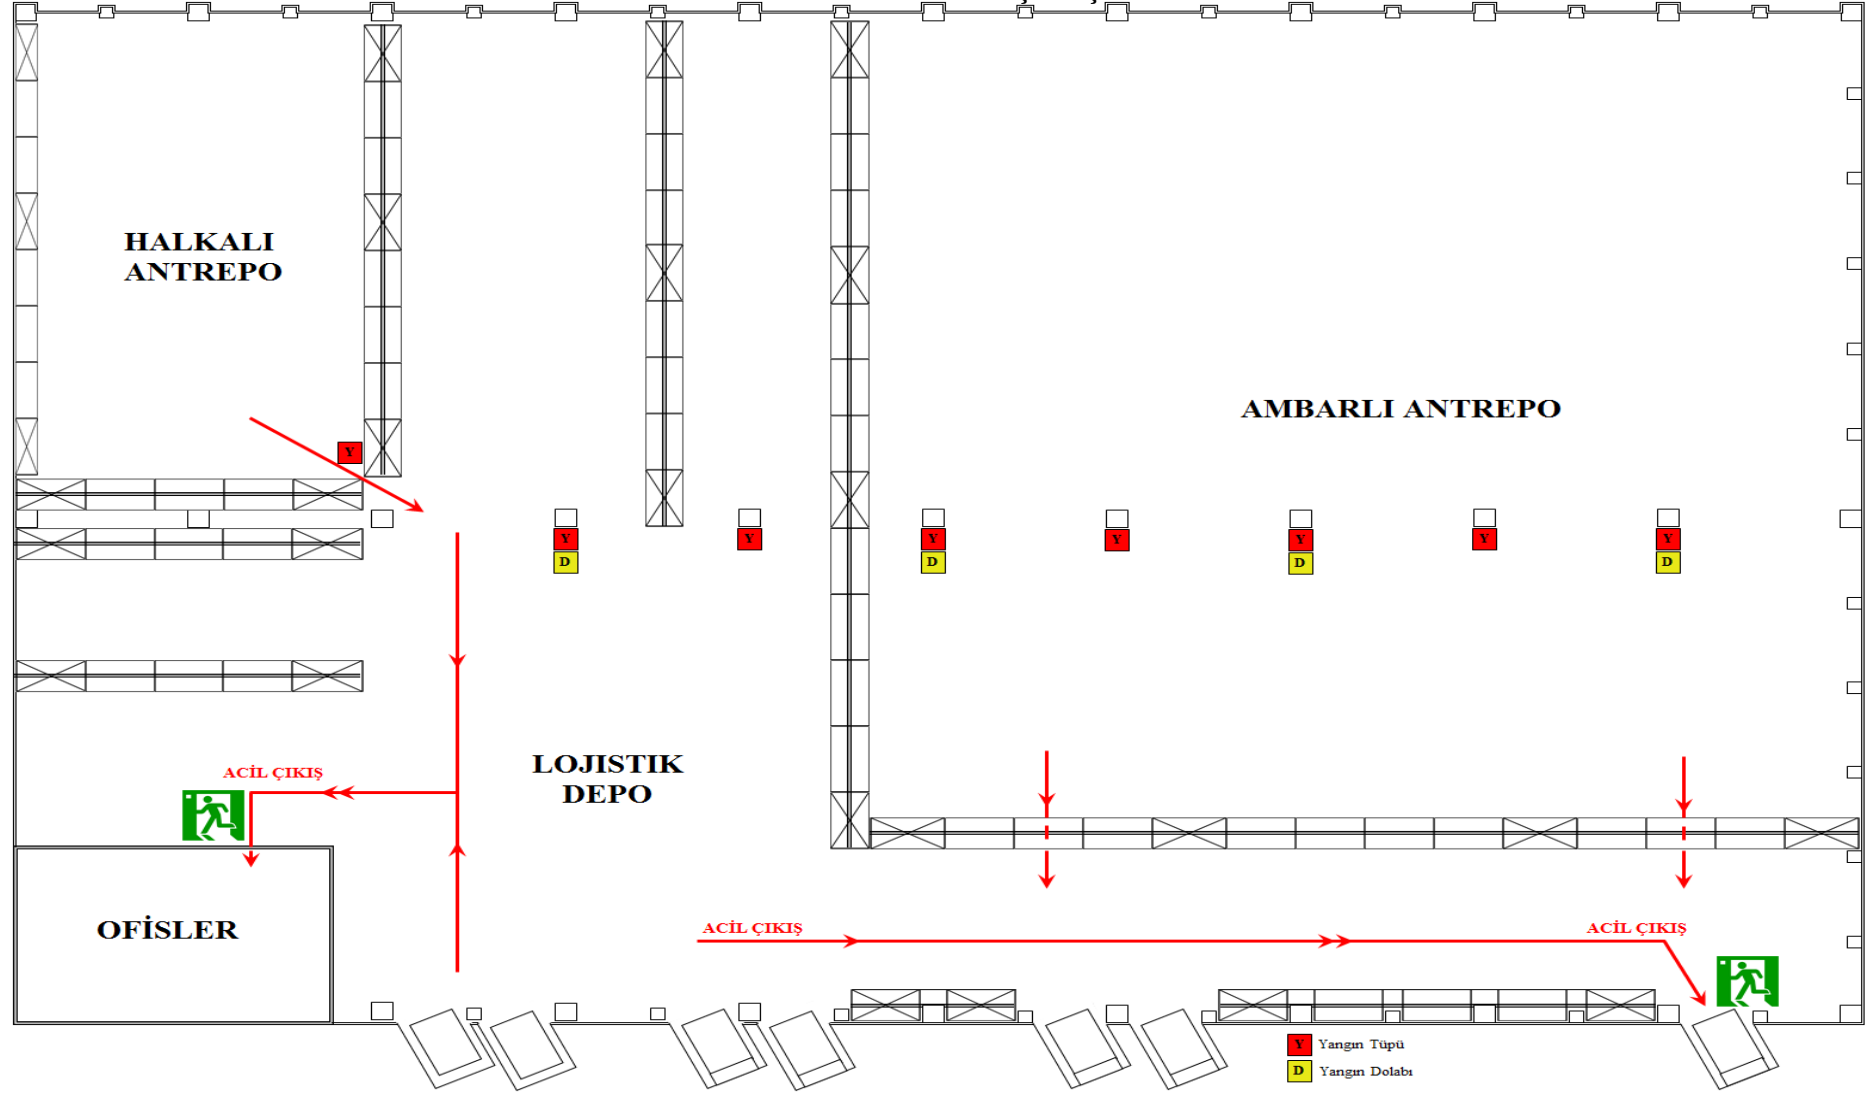 HALKALI
ANTREPO
AMBARLI ANTREPO
Y
Y
Y
Y
Y
Y
Y
Y
D
D
D
D
LOJISTIK
DEPO
ACİL ÇIKIŞ
OFİSLER
ACİL ÇIKIŞ
ACİL ÇIKIŞ
Y Yangın Tüpü
D Yangın Dolabı